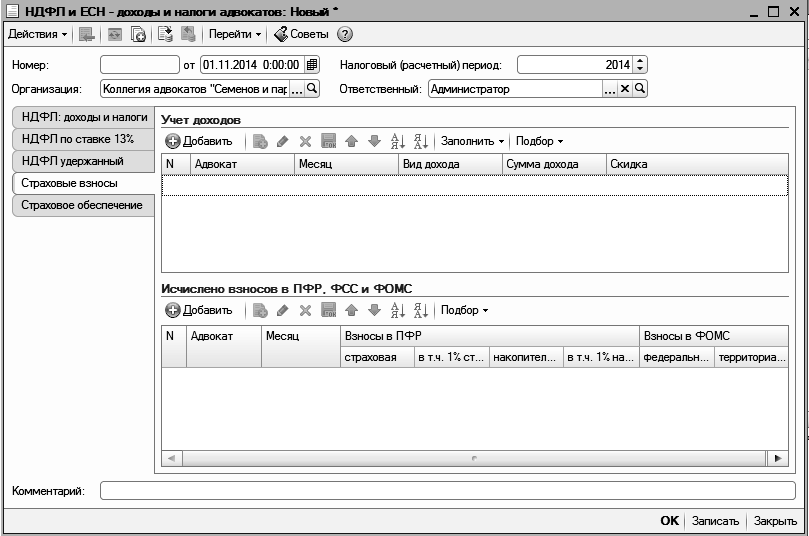 НДФЛ и ЕСН - доходы и налоги адвокатов: Новый *
Действия Перейти Советы
Номер: от 01.11.2014 0:00:00 Налоговый (расчетный) период: 2014
Организация: Коллегия адвокатов "Семенов и пар ... Ответственный: Администратор ...
НДФЛ: доходы и налоги
НДФЛ по ставке 13%
НДФЛ удержанный
Страховые взносы
Страховое обеспечение
Учет доходов
Добавить Заполнить Подбор
N Адвокат Месяц Вид дохода Сумма дохода Скидка
Исчислено взносов в ПФР, ФСС и ФОМС
Добавить Подбор
N Адвокат Месяц Взносы в ПФР Взносы в ФОМС
страховая в т.ч. 1% ст... накопител... в т.ч. 1% на... федеральн... территориа...
Комментарий:
OK Записать Закрыть